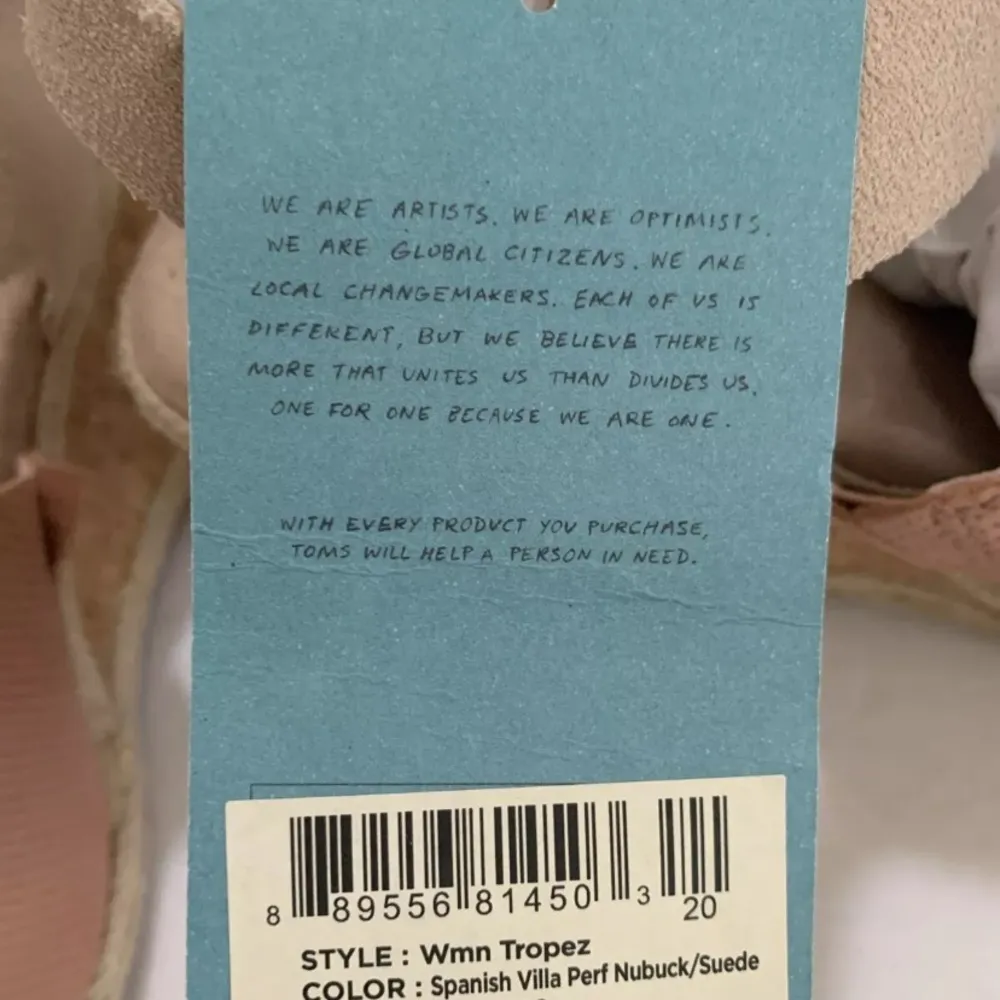 WE ARE ARTISTS. WE ARE OPTIMISTS.
WE ARE GLOBAL CITIZENS. WE ARE
LOCAL CHANGEMAKERS. EACH OF US IS
DIFFERENT, BUT WE BELIEVE THERE IS
MORE THAT UNITES US THAN DIVIDES US.
ONE FOR ONE BECAUSE WE ARE ONE.
WITH EVERY PRODUCT YOU PURCHASE,
TOMS WILL HELP A PERSON IN NEED.
8 89556 81450 3 20
STYLE : Wmn Tropez
COLOR : Spanish Villa Perf Nubuck/Suede